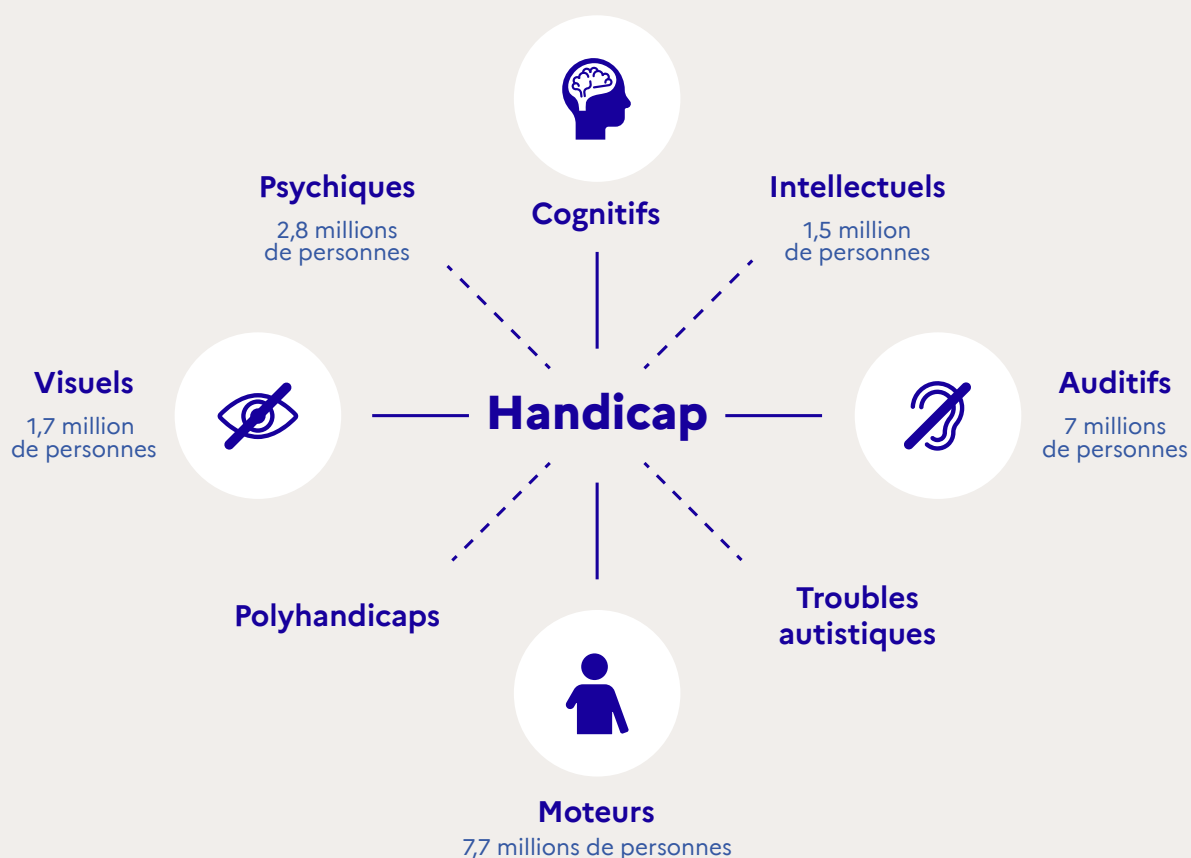 Psychiques
2,8 millions
de personnes
Cognitifs
Intellectuels
1,5 million
de personnes
Visuels
1,7 million
de personnes
Handicap
Auditifs
7 millions
de personnes
Polyhandicaps
Troubles
autistiques
Moteurs
7,7 millions de personnes